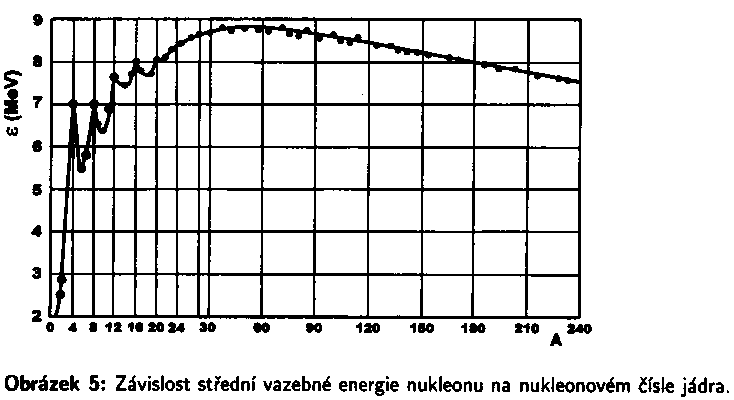 9
8
7
6
5
4
3
2
ε (MeV)
0 4 8 12 16 20 24 30 60 90 120 150 180 210 240
A
Obrázek 5: Závislost střední vazebné energie nukleonu na nukleonovém čísle jádra.